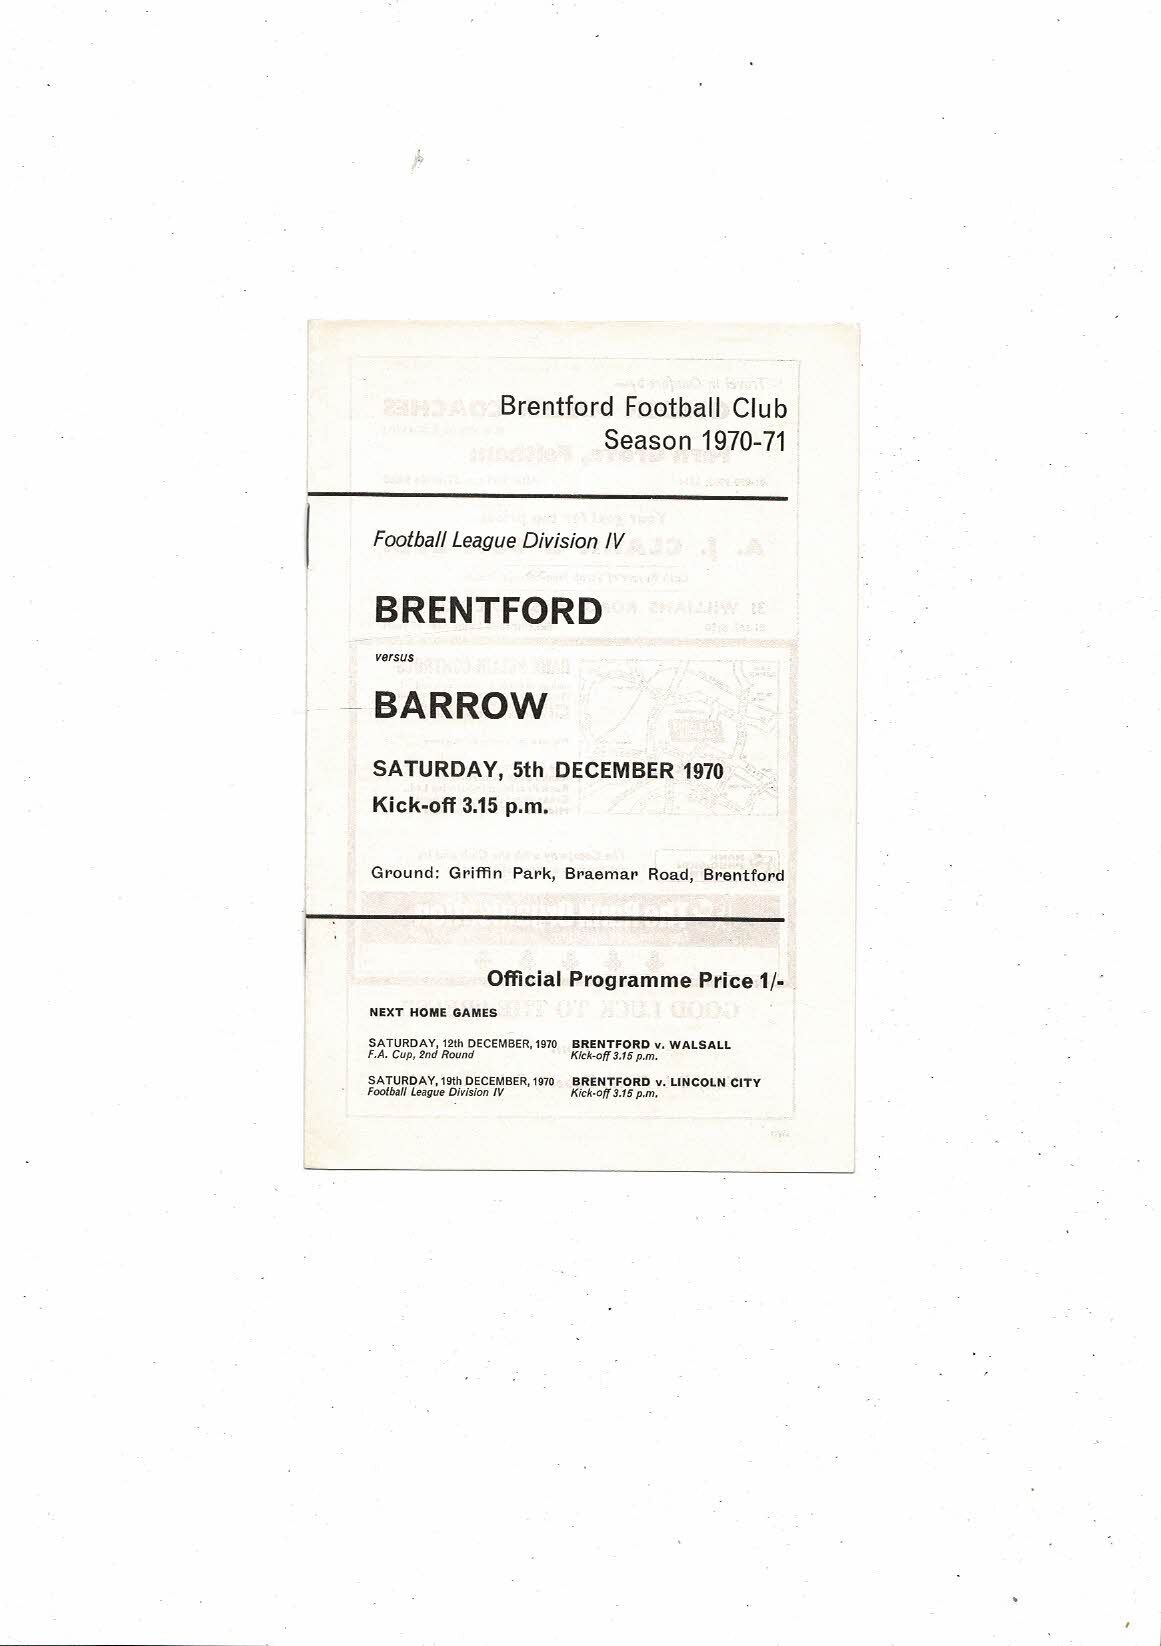 Brentford Football Club
Season 1970-71
Football League Division IV
BRENTFORD
versus
BARROW
SATURDAY, 5th DECEMBER 1970
Kick-off 3.15 p.m.
Ground: Griffin Park, Braemar Road, Brentford
Official Programme Price 1/-
NEXT HOME GAMES
SATURDAY, 12th DECEMBER, 1970 BRENTFORD v. WALSALL
F.A. Cup, 2nd Round Kick-off 3.15 p.m.
SATURDAY, 19th DECEMBER, 1970 BRENTFORD v. LINCOLN CITY
Football League Division IV Kick-off 3.15 p.m.